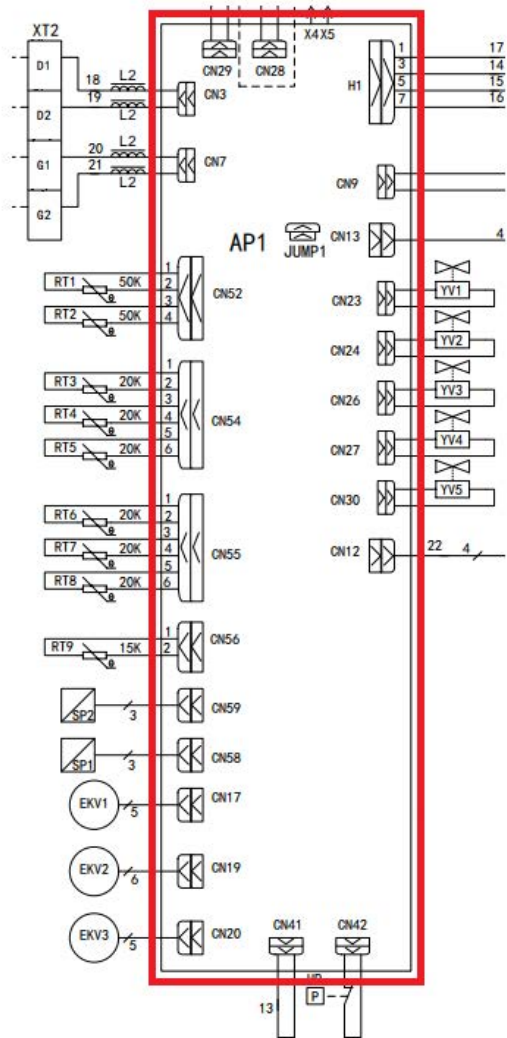 X4X5
XT2
CN29
CN28
D1
18
L2
CN3
D2
19
L2
G1
20
L2
CN7
G2
21
L2
H1
1
3
5
7
17
14
15
16
CN9
AP1
JUMP1
CN13
4
RT1
50K
RT2
50K
1
2
3
4
CN52
CN23
YV1
CN24
YV2
RT3
20K
RT4
20K
RT5
20K
1
2
3
4
5
6
CN54
CN26
YV3
CN27
YV4
CN30
YV5
RT6
20K
RT7
20K
RT8
20K
1
2
3
4
5
6
CN55
CN12
22
4
RT9
15K
1
2
CN56
SP2
3
CN59
SP1
3
CN58
EKV1
5
CN17
EKV2
6
CN19
EKV3
5
CN20
CN41
CN42
P
13